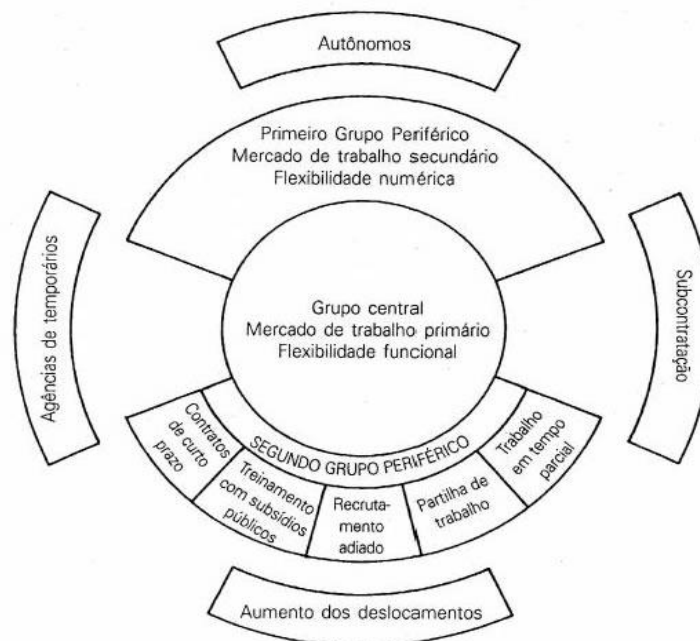 Autônomos
Primeiro Grupo Periférico
Mercado de trabalho secundário
Flexibilidade numérica
Agências de temporários
Subcontratação
Grupo central
Mercado de trabalho primário
Flexibilidade funcional
SEGUNDO GRUPO PERIFÉRICO
Contratos
de curto
prazo
Treinamento
com subsídios
públicos
Recruta-
mento
adiado
Partilha de
trabalho
Trabalho
em tempo
parcial
Aumento dos deslocamentos